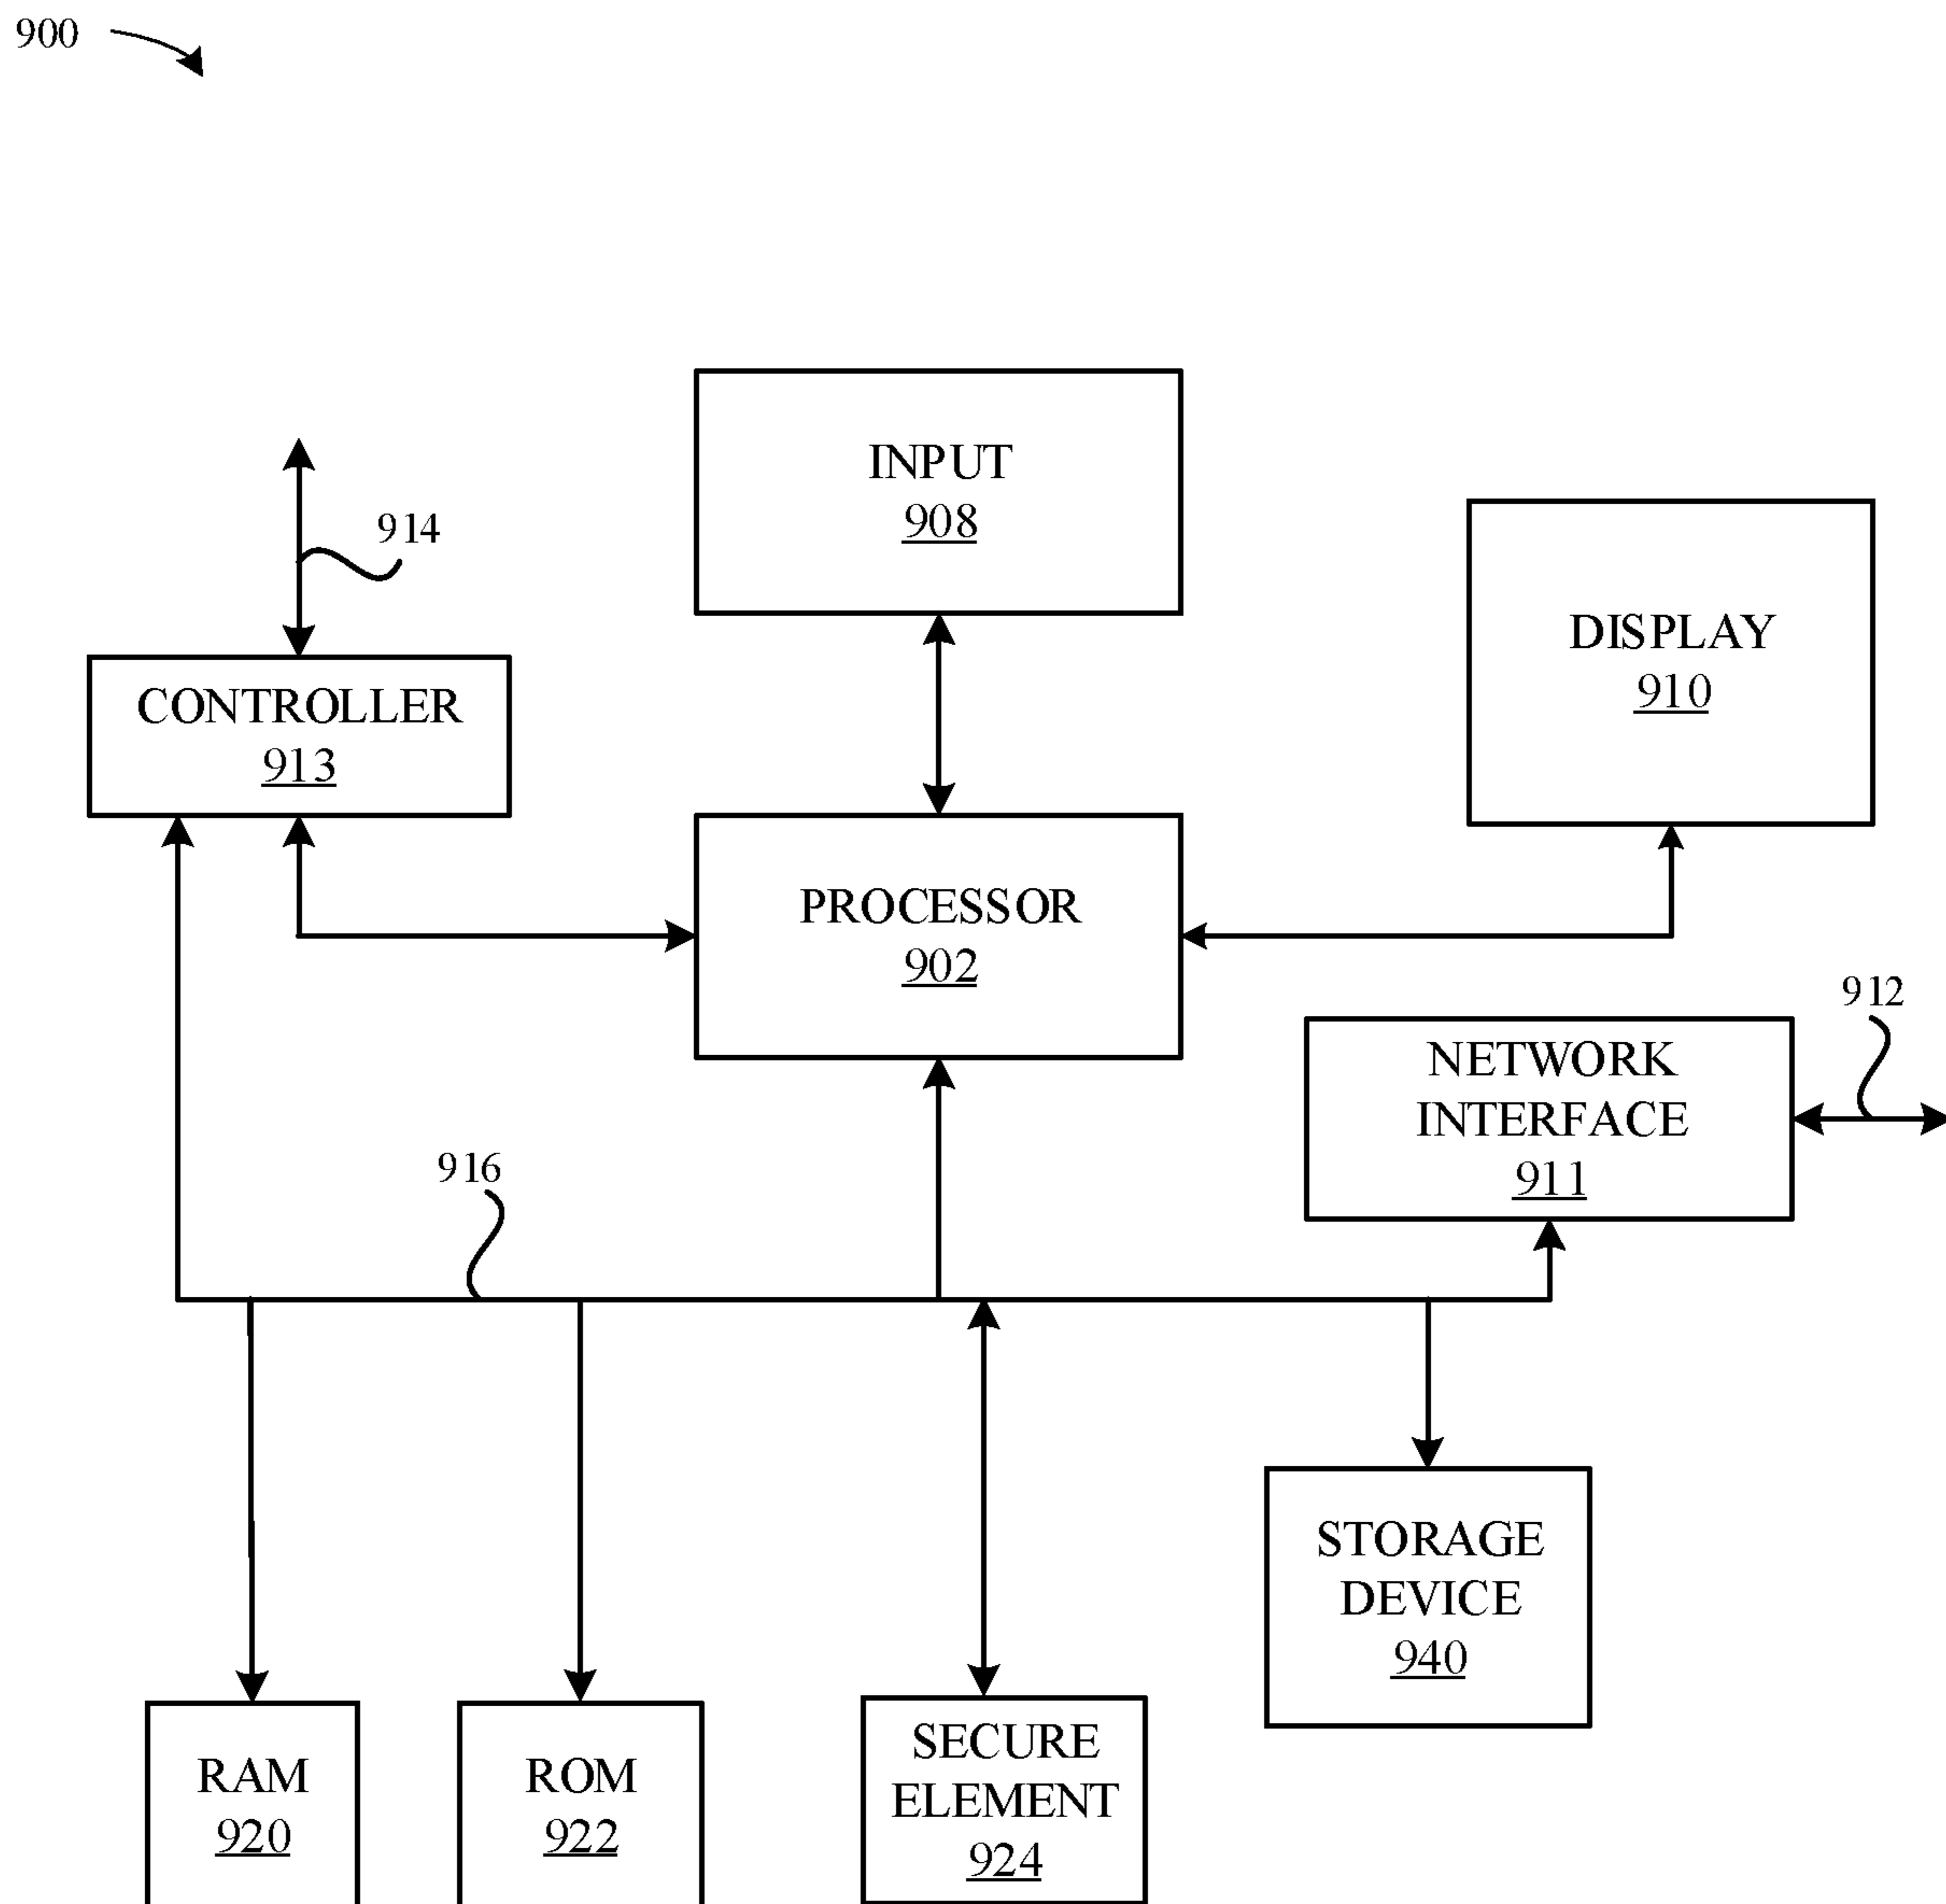 900
INPUT
908
914
DISPLAY
910
CONTROLLER
913
PROCESSOR
902
912
NETWORK
INTERFACE
911
916
STORAGE
DEVICE
940
RAM
920
ROM
922
SECURE
ELEMENT
924